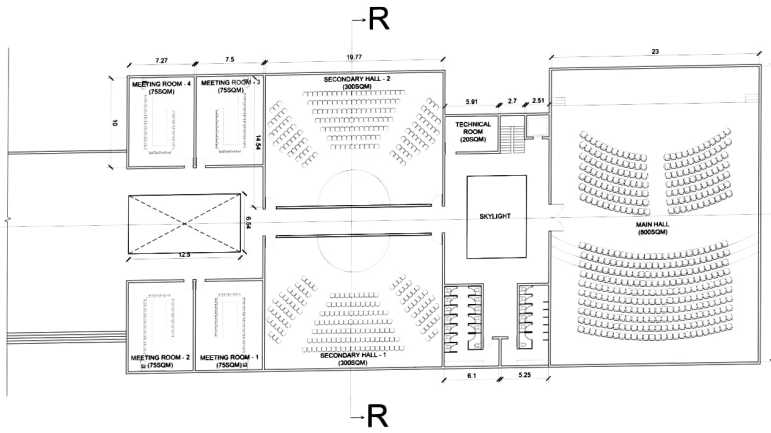 R
7.27
7.5
19.77
23
MEETING ROOM - 4
(75SQM)
MEETING ROOM - 3
(75SQM)
SECONDARY HALL - 2
(300SQM)
5.91
2.7
2.51
10
14.54
TECHNICAL
ROOM
(20SQM)
6.54
SKYLIGHT
MAIN HALL
(800SQM)
12.5
MEETING ROOM - 2
(75SQM)
MEETING ROOM - 1
(75SQM)
SECONDARY HALL - 1
(300SQM)
6.1
5.25
R